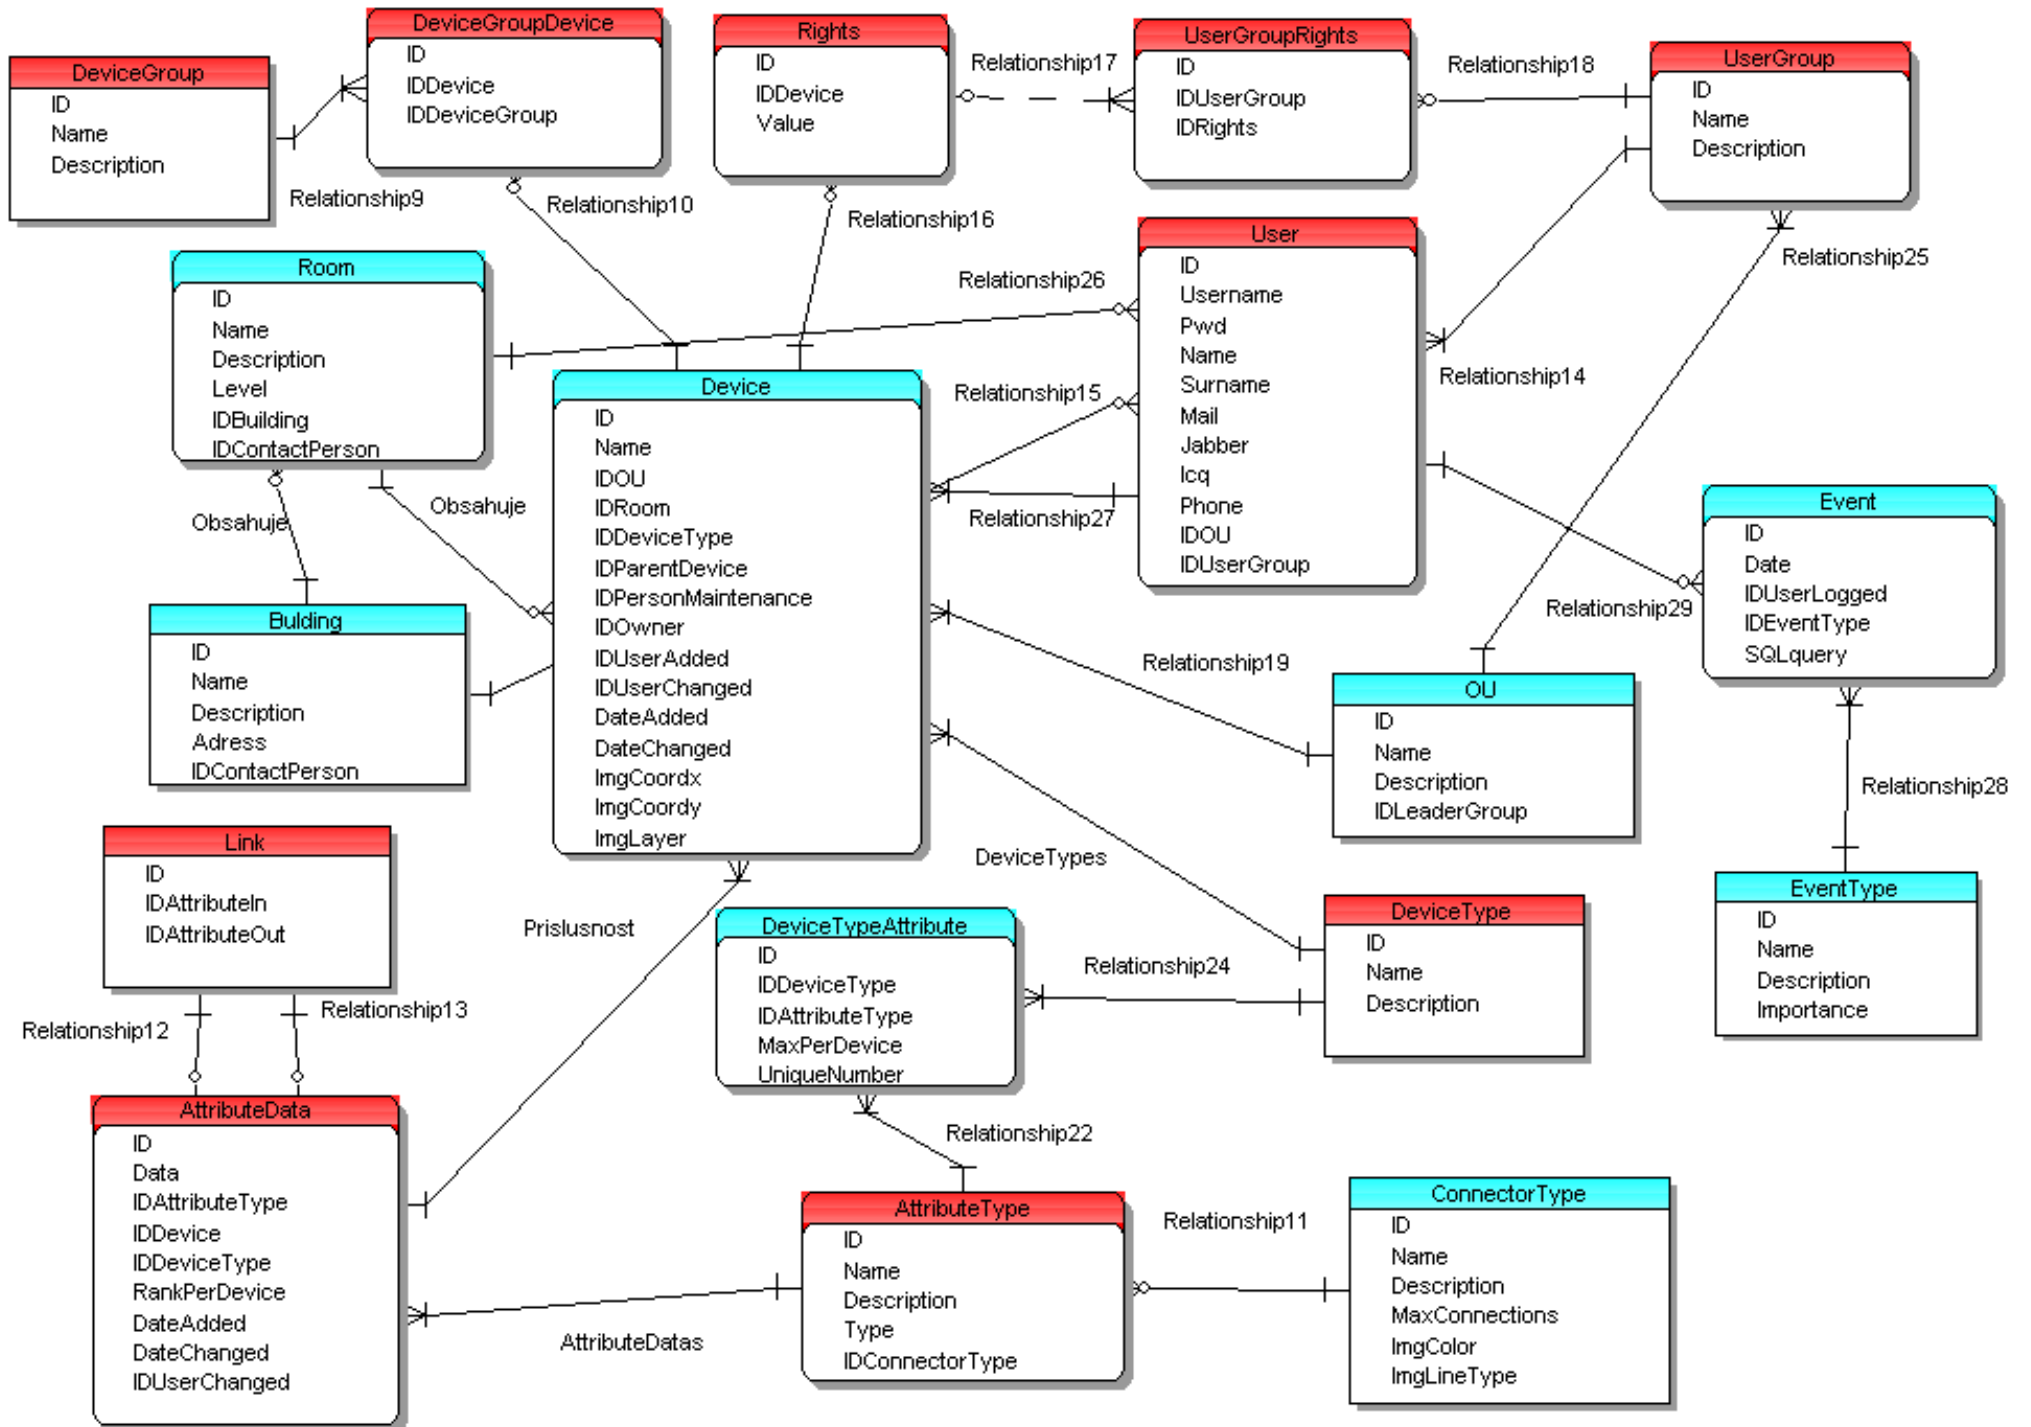 DeviceGroup
ID
Name
Description
Relationship9
DeviceGroupDevice
ID
IDDevice
IDDeviceGroup
Relationship10
Rights
ID
IDDevice
Value
Relationship16
Relationship17
UserGroupRights
ID
IDUserGroup
IDRights
Relationship18
UserGroup
ID
Name
Description
Relationship25
Room
ID
Name
Description
Level
IDBuilding
IDContactPerson
Obsahuje
Obsahuje
Relationship26
User
ID
Username
Pwd
Name
Surname
Mail
Jabber
Icq
Phone
IDOU
IDUserGroup
Relationship14
Relationship15
Relationship27
Device
ID
Name
IDOU
IDRoom
IDDeviceType
IDParentDevice
IDPersonMaintenance
IDOwner
IDUserAdded
IDUserChanged
DateAdded
DateChanged
ImgCoordx
ImgCoordy
ImgLayer
Event
ID
Date
IDUserLogged
IDEventType
SQLquery
Relationship29
Relationship19
Bulding
ID
Name
Description
Adress
IDContactPerson
OU
ID
Name
Description
IDLeaderGroup
Relationship28
DeviceTypes
Link
ID
IDAttributeIn
IDAttributeOut
Relationship12
Relationship13
Prislusnost
DeviceTypeAttribute
ID
IDDeviceType
IDAttributeType
MaxPerDevice
UniqueNumber
Relationship24
DeviceType
ID
Name
Description
EventType
ID
Name
Description
Importance
Relationship22
AttributeData
ID
Data
IDAttributeType
IDDevice
IDDeviceType
RankPerDevice
DateAdded
DateChanged
IDUserChanged
AttributeDatas
AttributeType
ID
Name
Description
Type
IDConnectorType
Relationship11
ConnectorType
ID
Name
Description
MaxConnections
ImgColor
ImgLineType